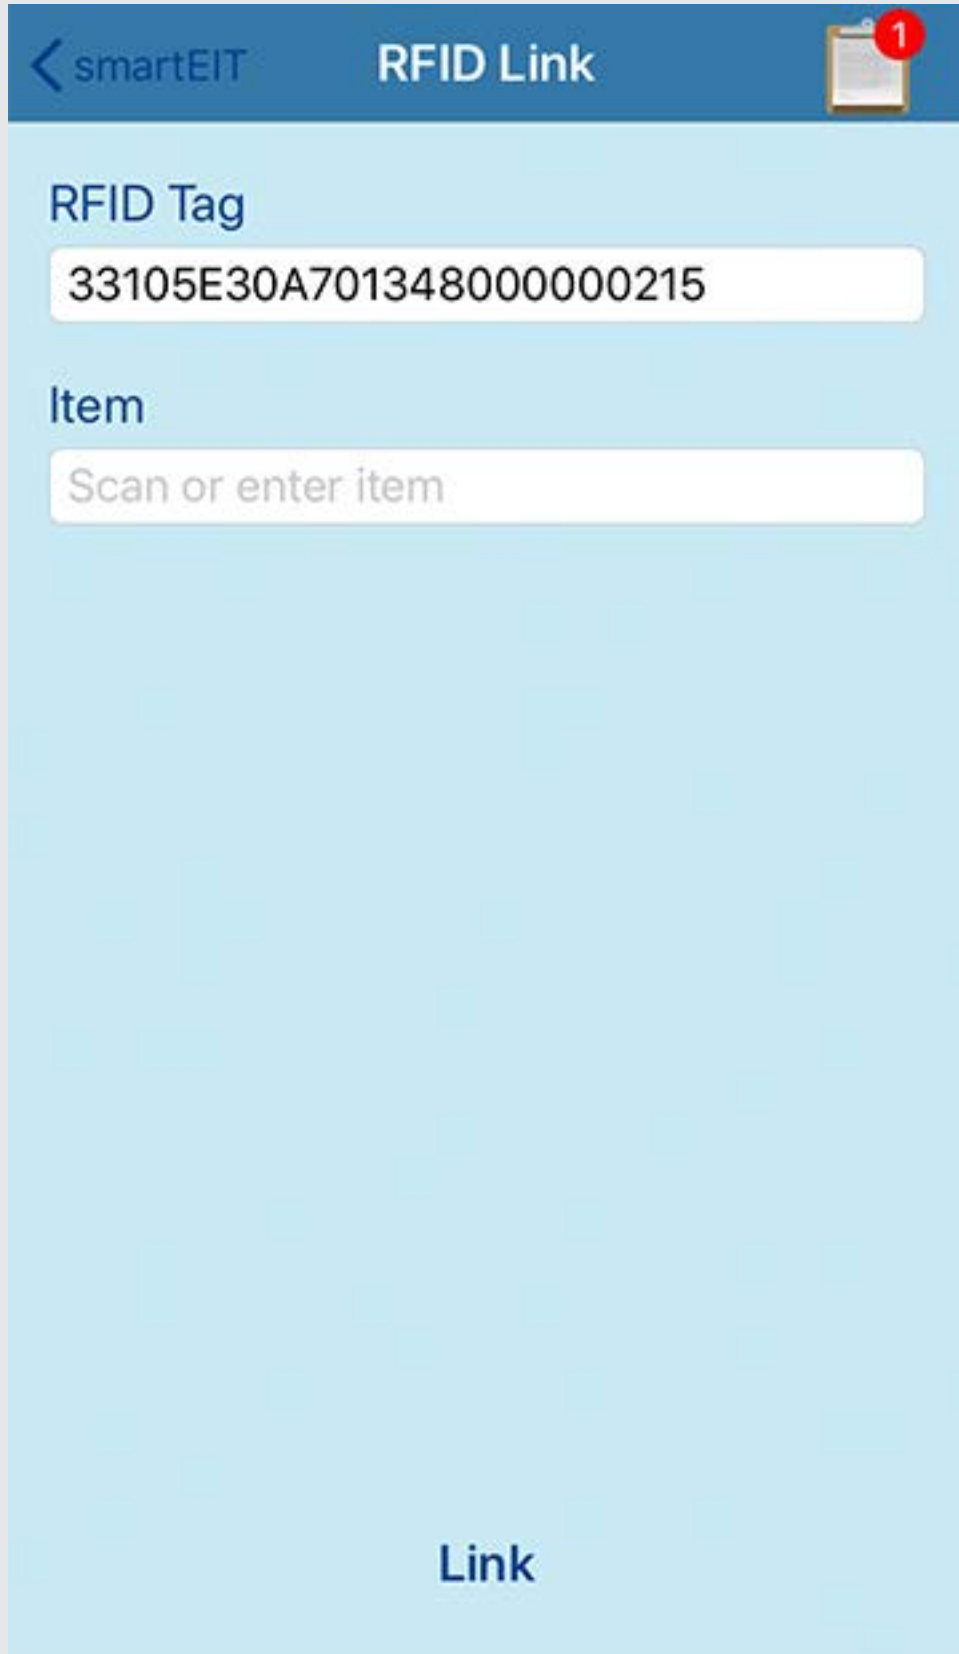 smartEIT RFID Link 1
RFID Tag
33105E30A701348000000215
Item
Scan or enter item
Link